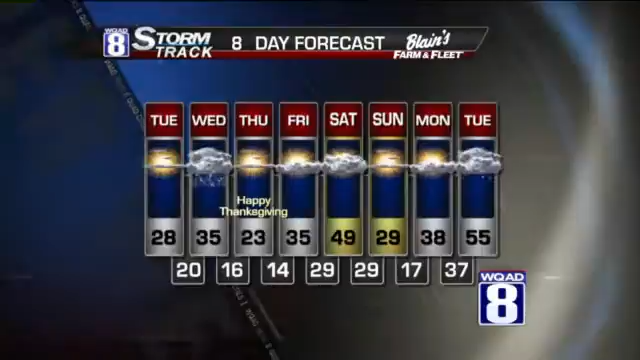 WQAD
8
STORM
TRACK
8 DAY FORECAST
Blain's
FARM & FLEET
TUE WED THU FRI SAT SUN MON TUE
Happy
Thanksgiving
28 35 23 35 49 29 38 55
20 16 14 29 29 17 37
WQAD
8